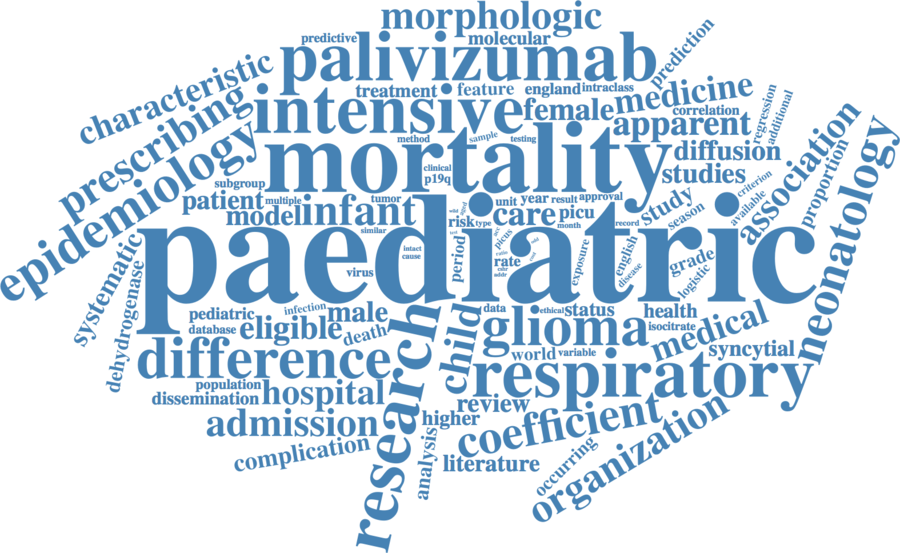 morphologic
predictive
molecular
prediction
palivizumab
characteristic
treatment
feature
england
intraclass
medicine
prescribing
intensive
female
correlation
regression
additional
apparent
association
epidemiology
method
sample
testing
mortality
diffusion
clinical
studies
proportion
neonatology
subgroup
p19q
patient
multiple
tumor
unit
year
result
approval
criterion
available
model
infant
wild
aged
risk
type
care
picu
month
study
season
record
similar
paediatric
systematic
dehydrogenase
intact
cause
virus
period
picus
rate
exposure
english
disease
grade
logistic
pediatric
infection
database
eligible
male
death
research
child
data
ethical
status
health
glioma
isocitrate
medical
difference
world
variable
syncytial
population
dissemination
hospital
respiratory
review
admission
higher
coefficient
organization
complication
analysis
literature
occurring